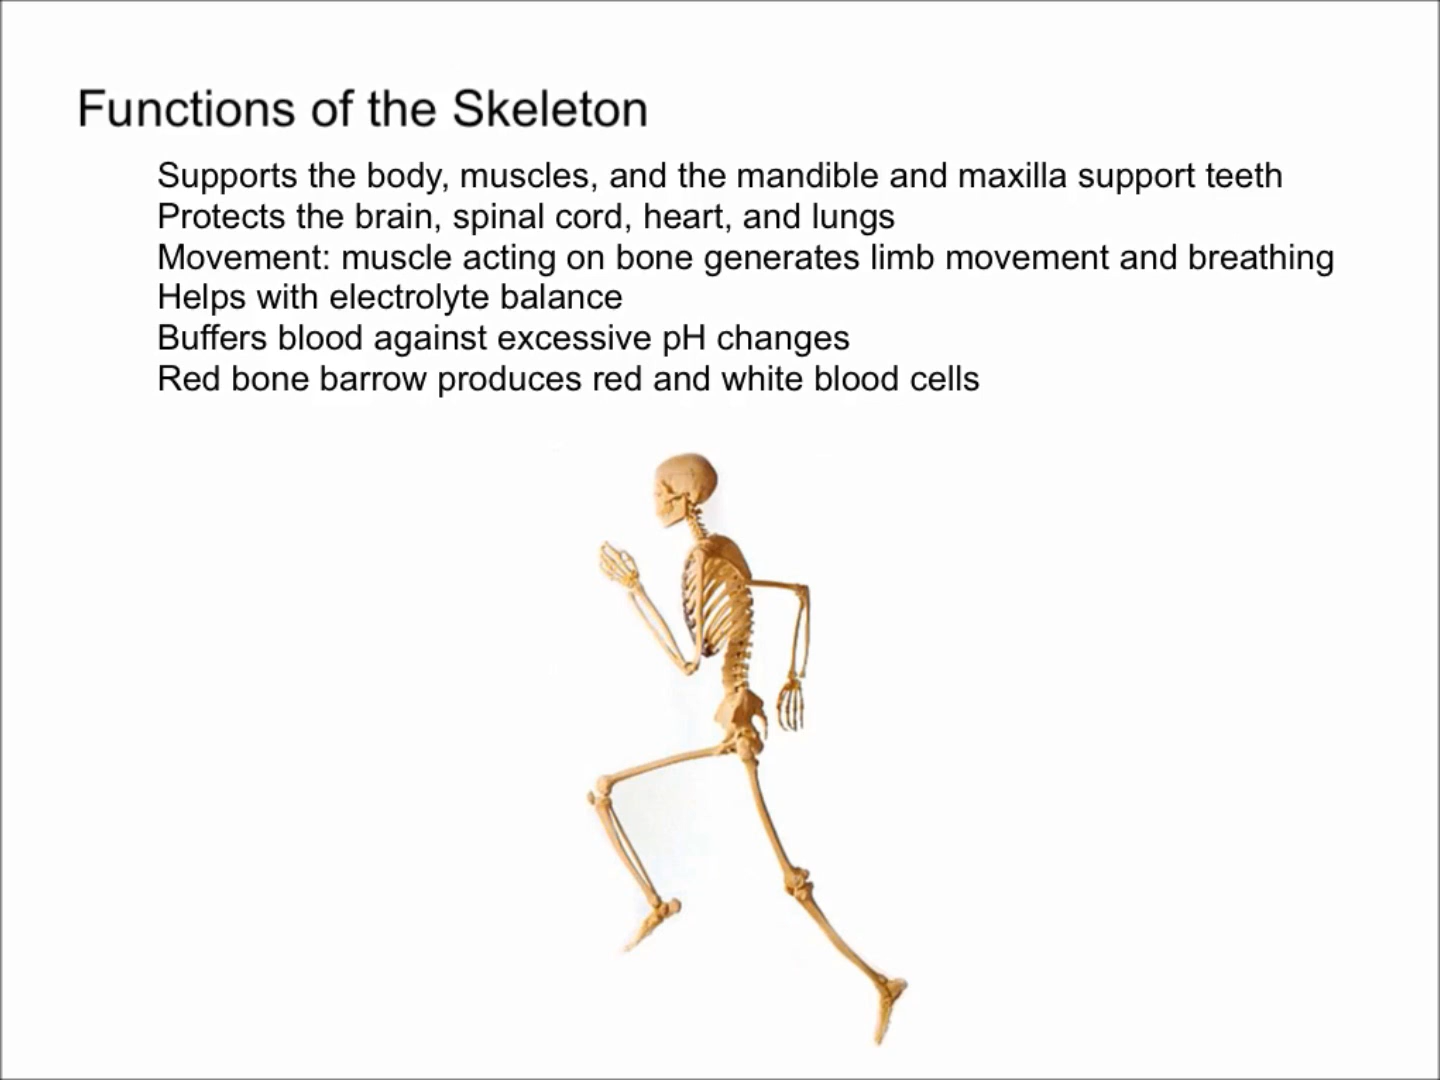 Functions of the Skeleton
Supports the body, muscles, and the mandible and maxilla support teeth
Protects the brain, spinal cord, heart, and lungs
Movement: muscle acting on bone generates limb movement and breathing
Helps with electrolyte balance
Buffers blood against excessive pH changes
Red bone barrow produces red and white blood cells